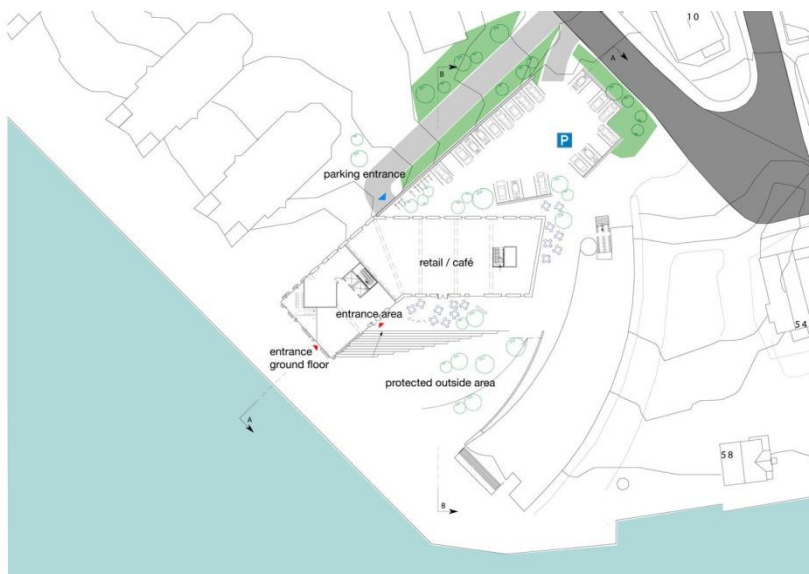 10
A
B
P
parking entrance
retail / café
entrance area
entrance
ground floor
protected outside area
54
A
58
B